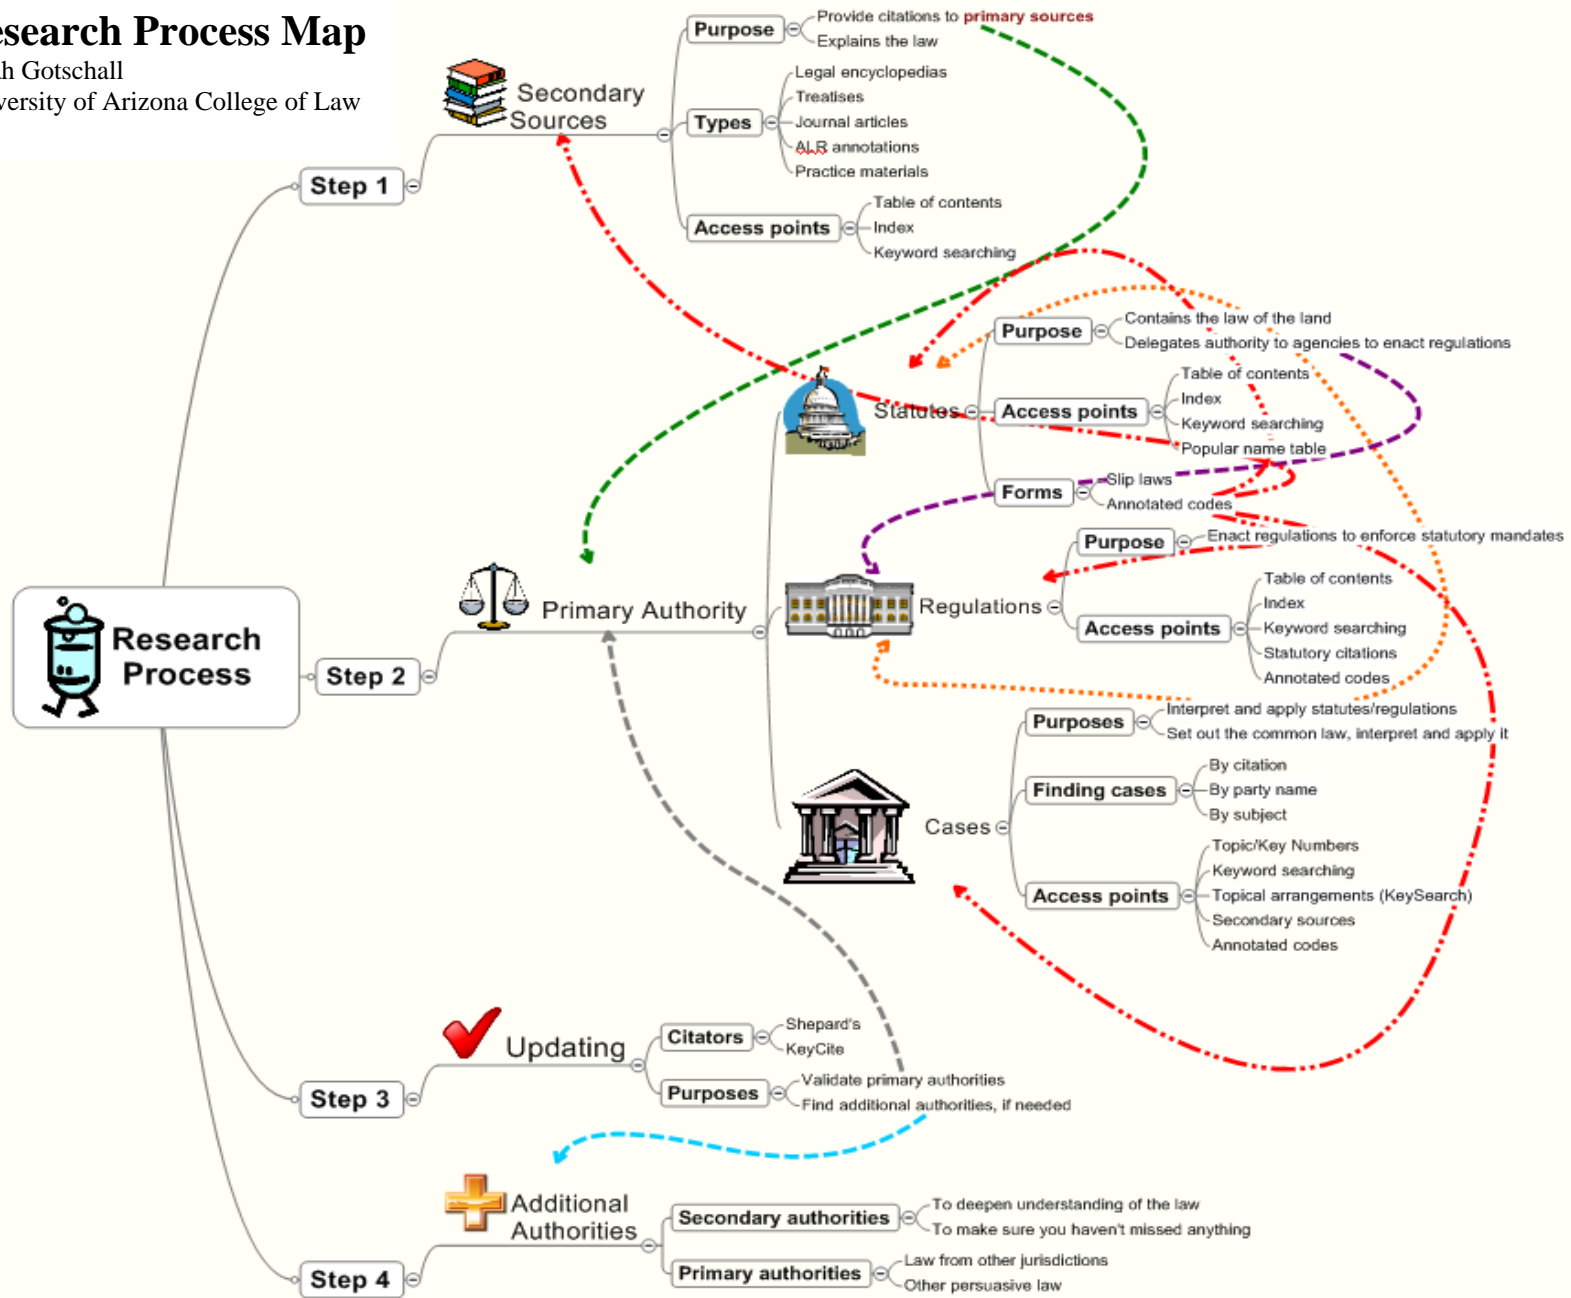 esearch Process Map
ah Gotschall
versity of Arizona College of Law
Research
Process
Step 1
Secondary
Sources
Purpose
Provide citations to primary sources
Explains the law
Types
Legal encyclopedias
Treatises
Journal articles
ALR annotations
Practice materials
Access points
Table of contents
Index
Keyword searching
Step 2
Primary Authority
Statutes
Purpose
Contains the law of the land
Delegates authority to agencies to enact regulations
Access points
Table of contents
Index
Keyword searching
Popular name table
Forms
Slip laws
Annotated codes
Regulations
Purpose
Enact regulations to enforce statutory mandates
Access points
Table of contents
Index
Keyword searching
Statutory citations
Annotated codes
Cases
Purposes
Interpret and apply statutes/regulations
Set out the common law, interpret and apply it
Finding cases
By citation
By party name
By subject
Access points
Topic/Key Numbers
Keyword searching
Topical arrangements (KeySearch)
Secondary sources
Annotated codes
Step 3
Updating
Citators
Shepard's
KeyCite
Purposes
Validate primary authorities
Find additional authorities, if needed
Step 4
Additional
Authorities
Secondary authorities
To deepen understanding of the law
To make sure you haven't missed anything
Primary authorities
Law from other jurisdictions
Other persuasive law